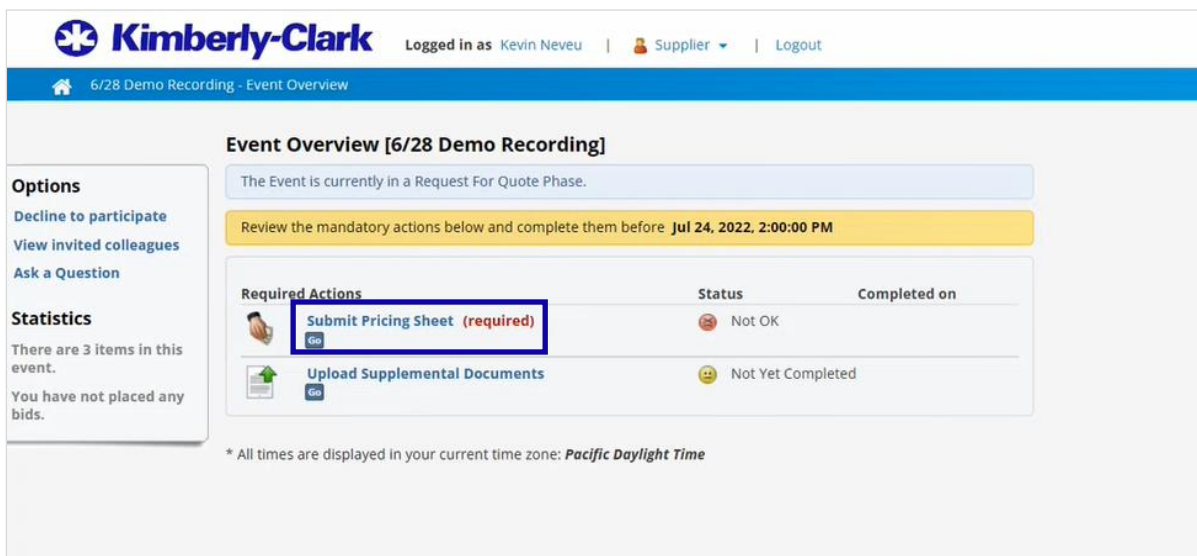 Kimberly-Clark Logged in as Kevin Neveu | Supplier | Logout
6/28 Demo Recording - Event Overview
Event Overview [6/28 Demo Recording]
The Event is currently in a Request For Quote Phase.
Options
Decline to participate
View invited colleagues
Ask a Question
Statistics
There are 3 items in this
event.
You have not placed any
bids.
Review the mandatory actions below and complete them before Jul 24, 2022, 2:00:00 PM
Required Actions Status Completed on
Submit Pricing Sheet (required) Not OK
Go
Upload Supplemental Documents Not Yet Completed
Go
* All times are displayed in your current time zone: Pacific Daylight Time